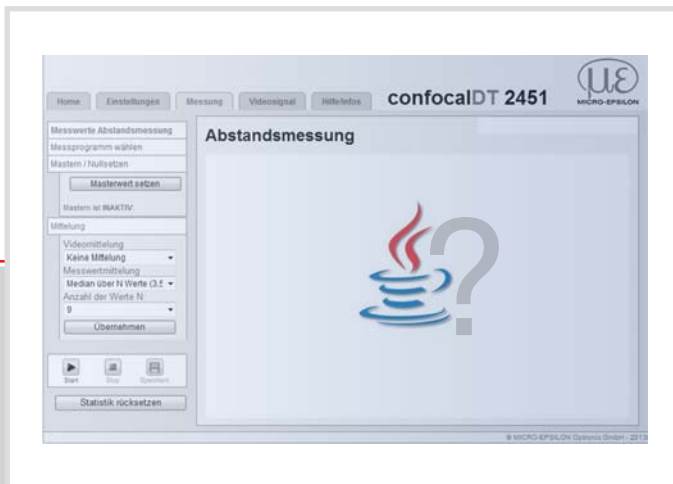 Home
Einstellungen
Messung
Videosignal
Hilfe/Infos
confocalDT 2451
µε
MICRO-EPSILON
Messwerte Abstandsmessung
Messprogramm wählen
Mastern / Nullsetzen
Masterwert setzen
Mastern ist INAKTIV.
Mittelung
Videomittelung
Keine Mittelung
Messwertmittelung
Median über N Werte (3,5
Anzahl der Werte N
9
Übernehmen
Start
Stop
Speichern
Statistik rücksetzen
Abstandsmessung
?
© MICRO-EPSILON Optronic GmbH - 2013